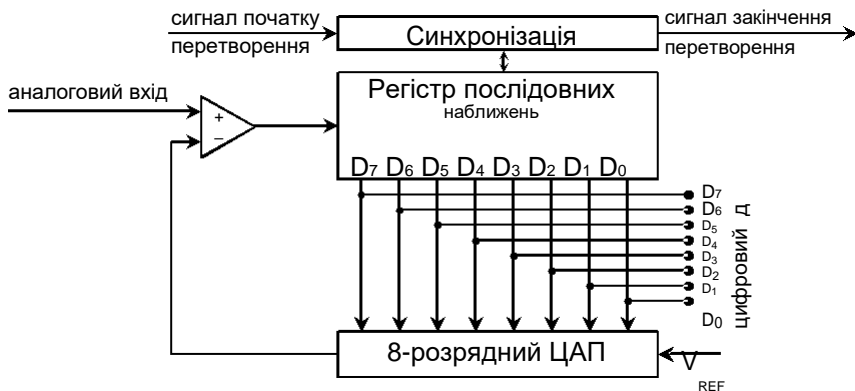 сигнал початку
перетворення
Синхронізація
сигнал закінчення
перетворення
аналоговий вхід
Регістр послідовних
наближень
+
−
D7 D6 D5 D4 D3 D2 D1 D0
D7
D6
D5
D4
D3
D2
D1
D0
цифровий д
8-розрядний ЦАП
V
REF